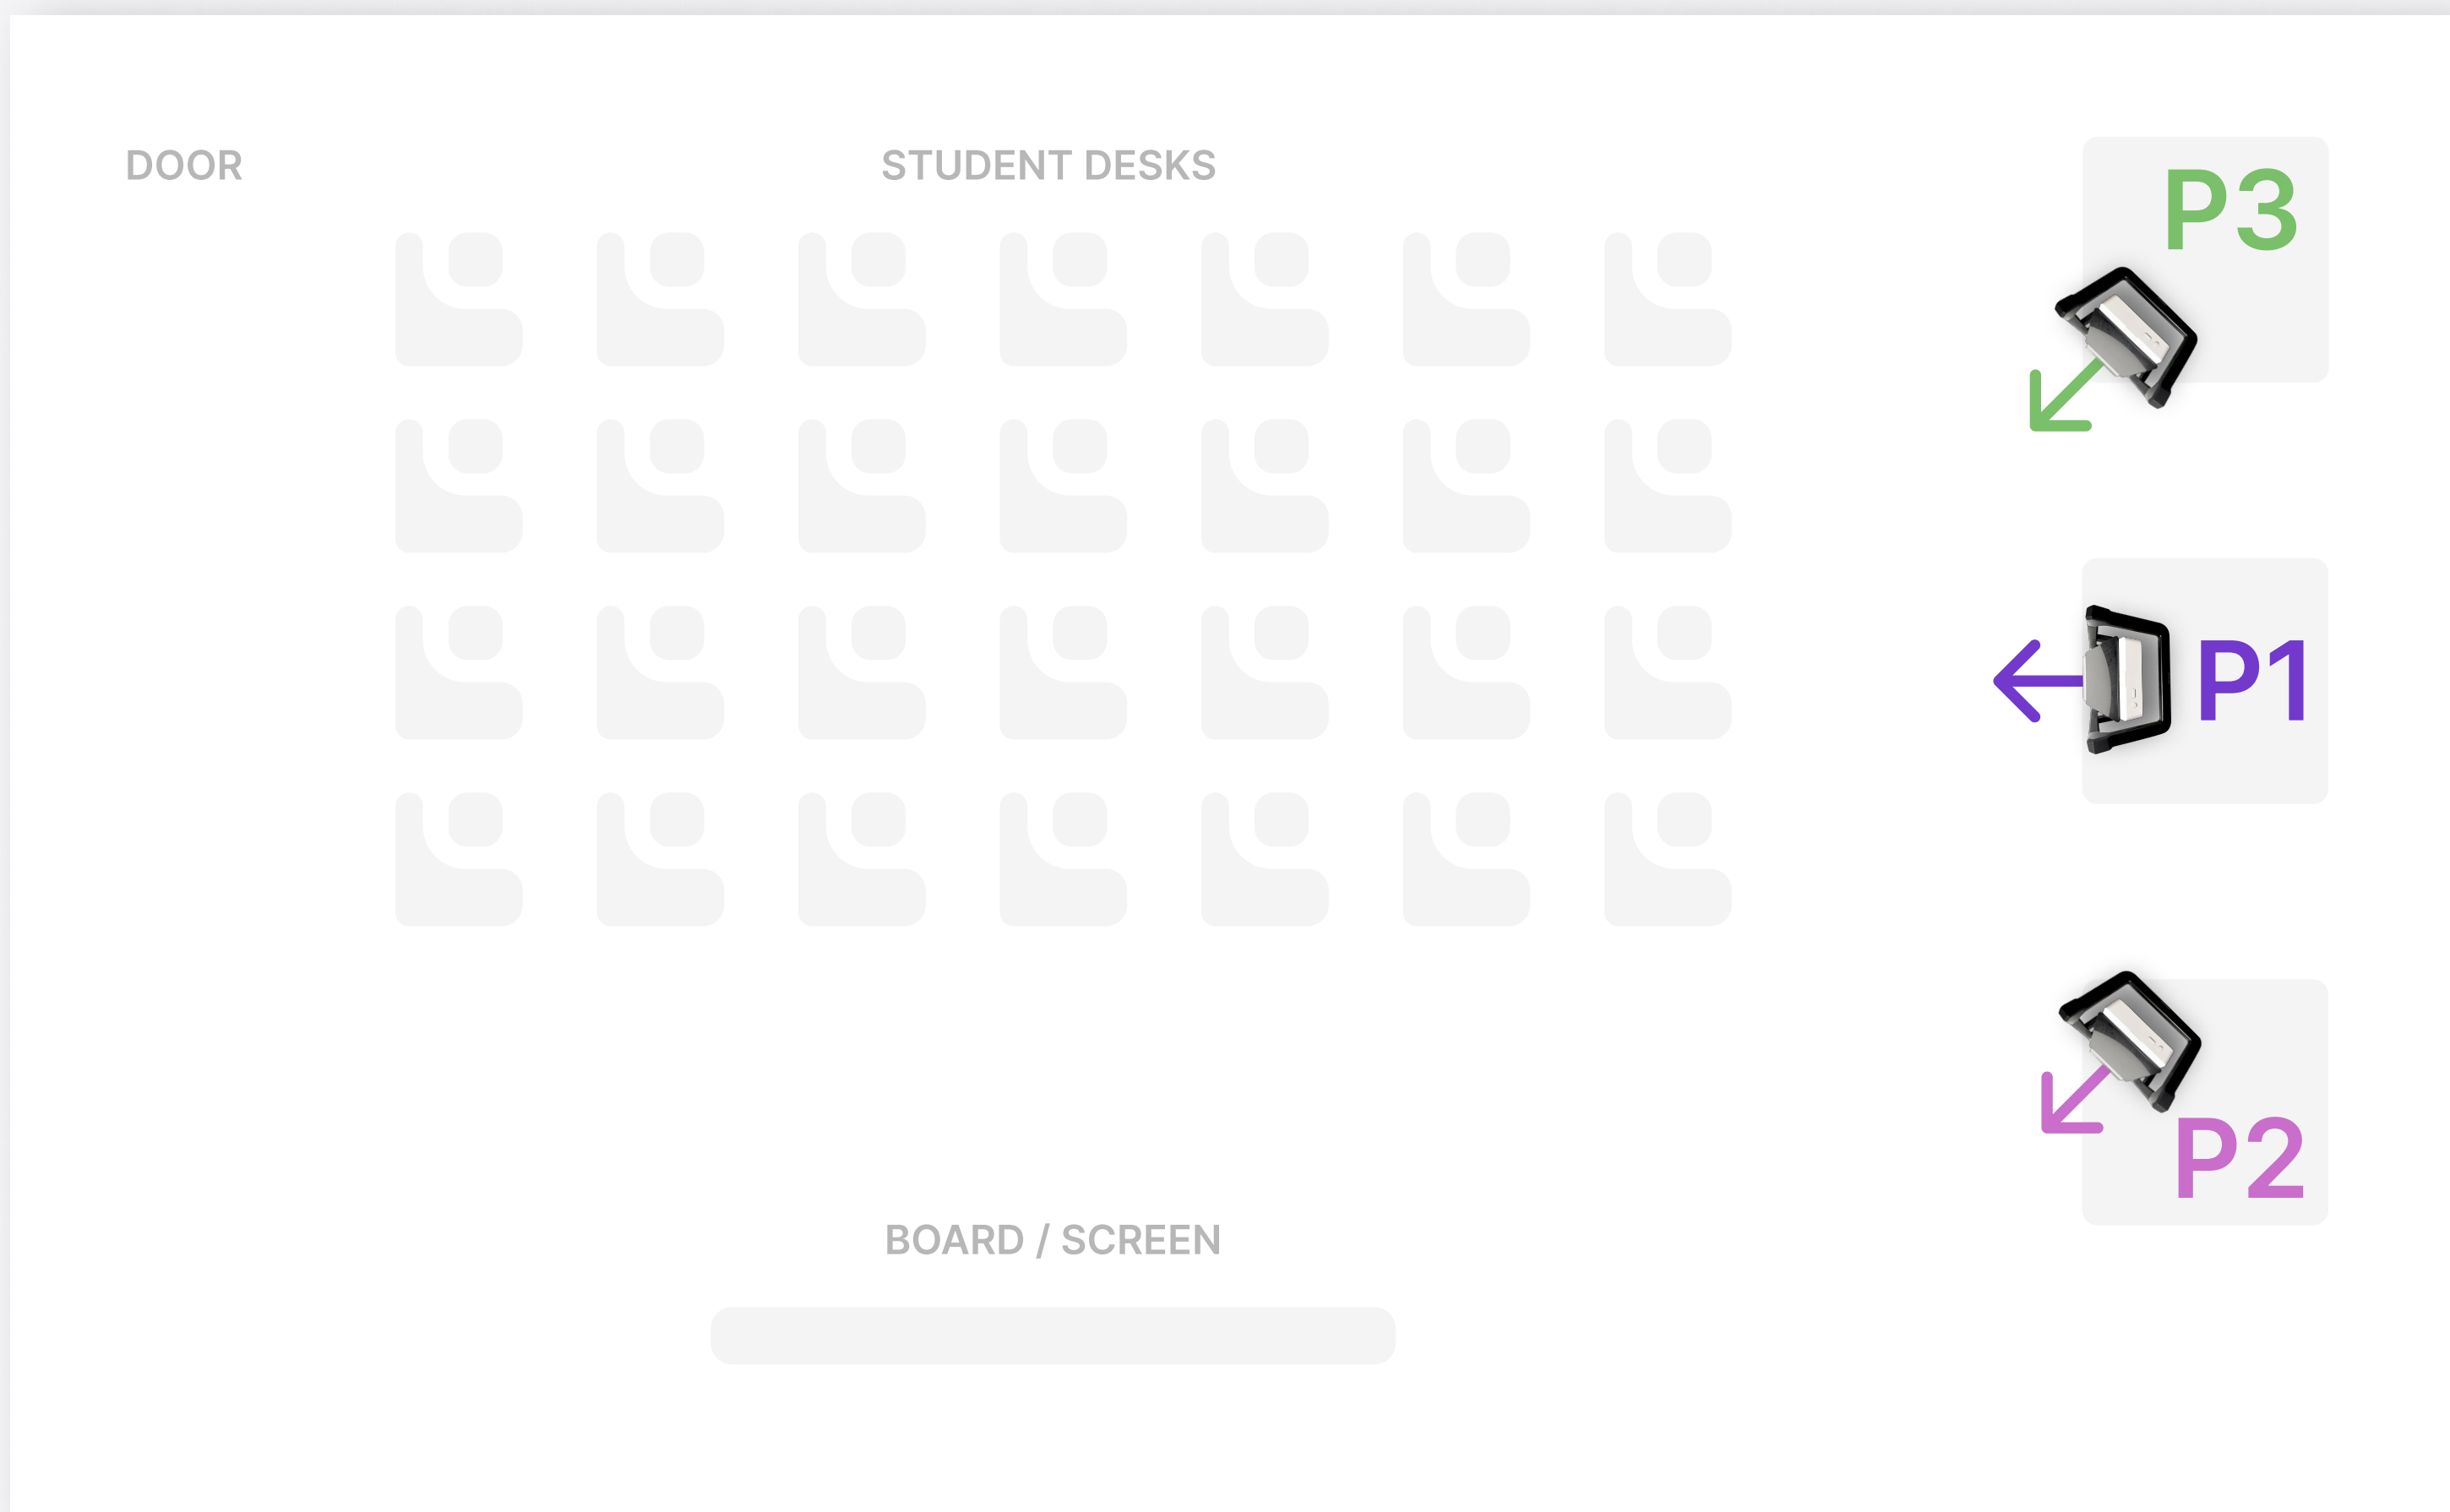 DOOR
STUDENT DESKS
P3
P1
P2
BOARD / SCREEN